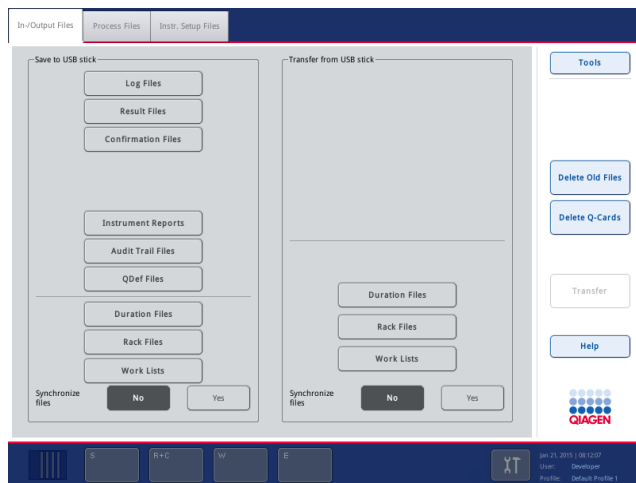 In-/Output Files
Process Files
Instr. Setup Files
Save to USB stick
Log Files
Result Files
Confirmation Files
Instrument Reports
Audit Trail Files
QDef Files
Duration Files
Rack Files
Work Lists
Synchronize
files
No
Yes
Transfer from USB stick
Duration Files
Rack Files
Work Lists
Synchronize
files
No
Yes
Tools
Delete Old Files
Delete Q-Cards
Transfer
Help
QIAGEN
S
R+C
W
E
Jan 21, 2015 | 08:12:07
User: Developer
Profile: Default Profile 1